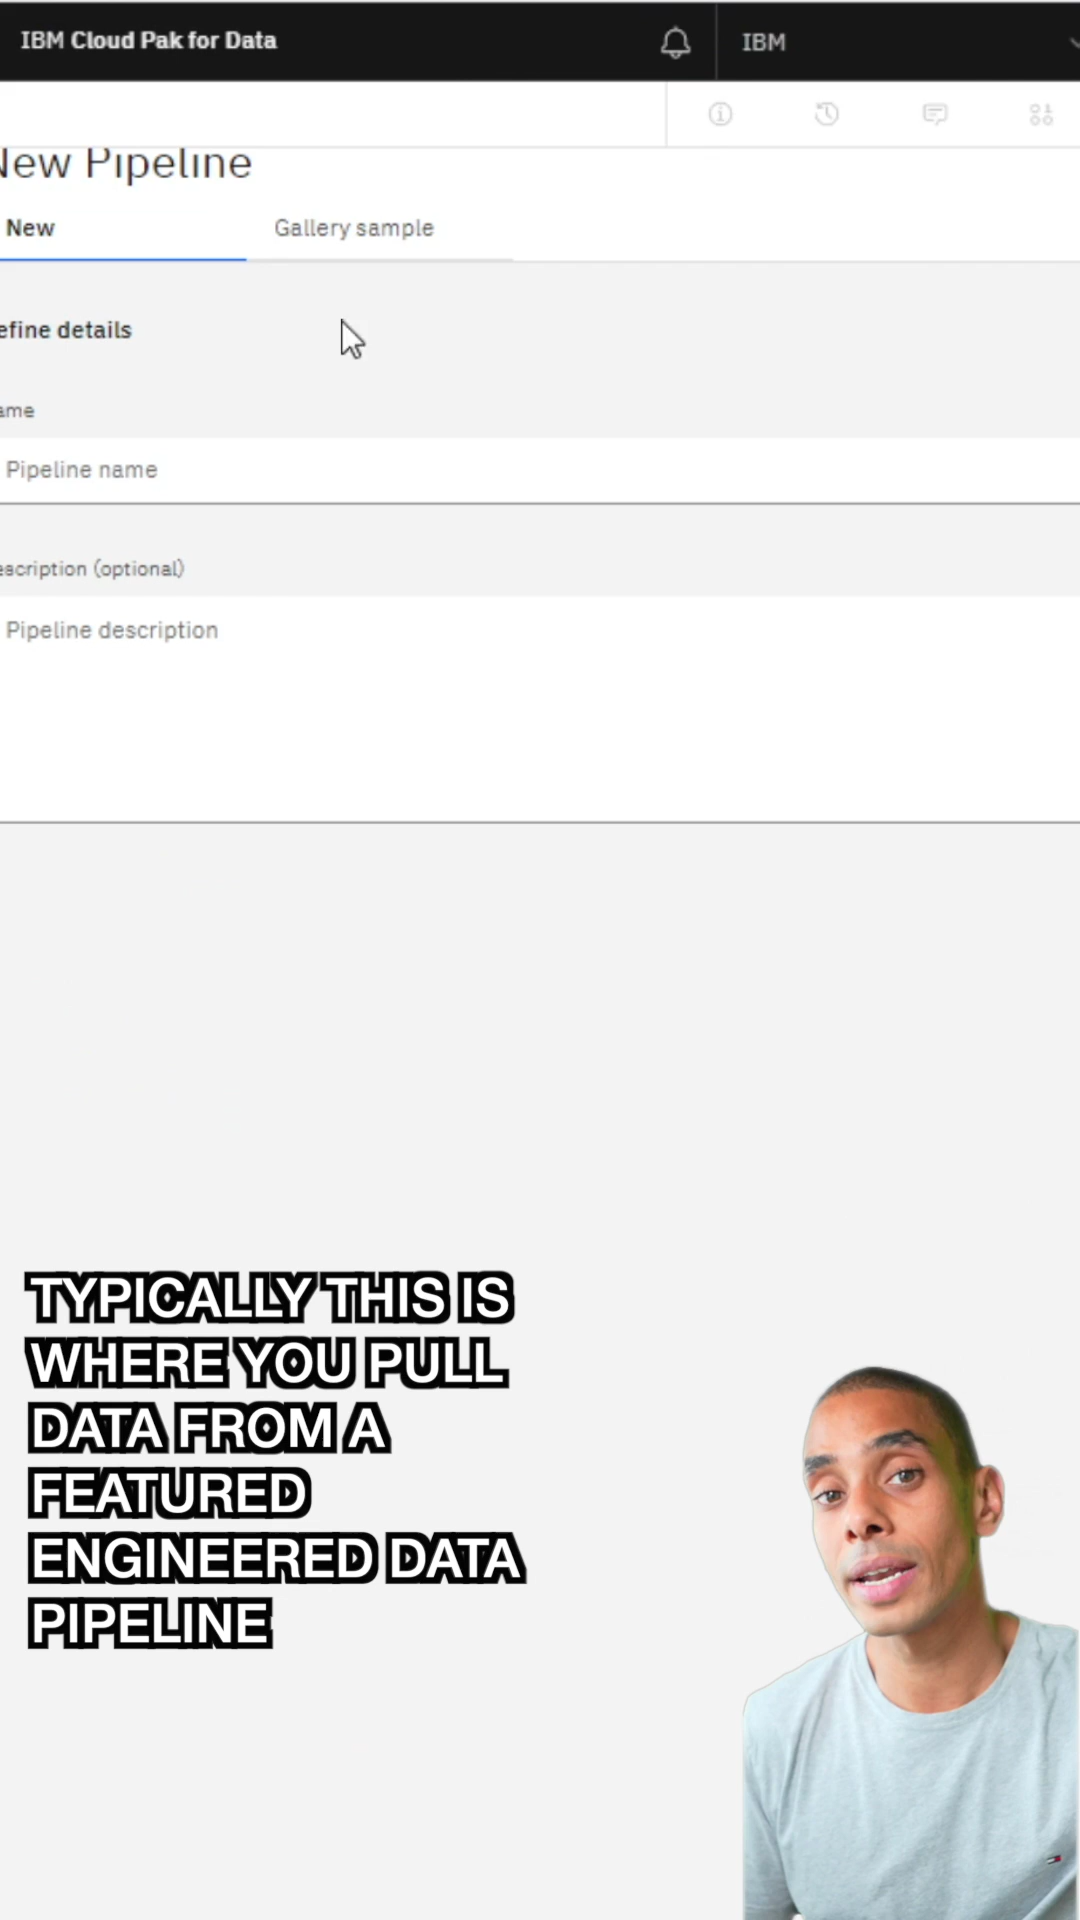 IBM Cloud Pak for Data
IBM
New Pipeline
New
Gallery sample
efine details
ame
Pipeline name
escription (optional)
Pipeline description
TYPICALLY THIS IS
WHERE YOU PULL
DATA FROM A
FEATURED
ENGINEERED DATA
PIPELINE